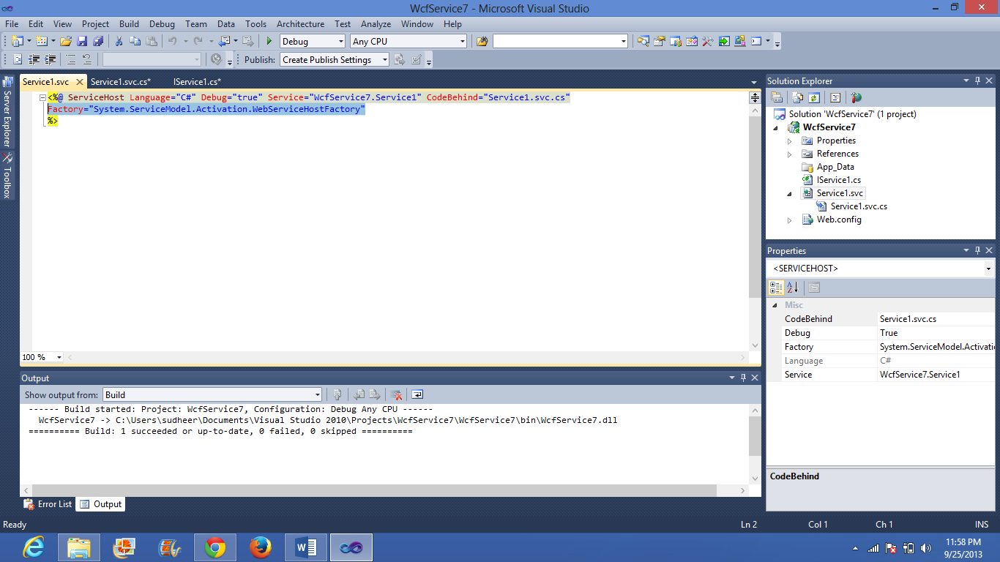 WcfService7 - Microsoft Visual Studio
File Edit View Project Build Debug Team Data Tools Architecture Test Analyze Window Help
Debug Any CPU
Publish: Create Publish Settings
Server Explorer
Toolbox
Service1.svc Service1.svc.cs* IService1.cs*
<%@ ServiceHost Language="C#" Debug="true" Service="WcfService7.Service1" CodeBehind="Service1.svc.cs"
Factory="System.ServiceModel.Activation.WebServiceHostFactory"
%>
100 %
Solution Explorer
Solution 'WcfService7' (1 project)
WcfService7
Properties
References
App_Data
IService1.cs
Service1.svc
Service1.svc.cs
Web.config
Properties
<SERVICEHOST>
Misc
CodeBehind Service1.svc.cs
Debug True
Factory System.ServiceModel.Activati
Language C#
Service WcfService7.Service1
CodeBehind
Output
Show output from: Build
------ Build started: Project: WcfService7, Configuration: Debug Any CPU ------
WcfService7 -> C:\Users\sudheer\Documents\Visual Studio 2010\Projects\WcfService7\WcfService7\bin\WcfService7.dll
========== Build: 1 succeeded or up-to-date, 0 failed, 0 skipped ==========
Error List Output
Ready Ln 2 Col 1 Ch 1 INS
11:58 PM
9/25/2013